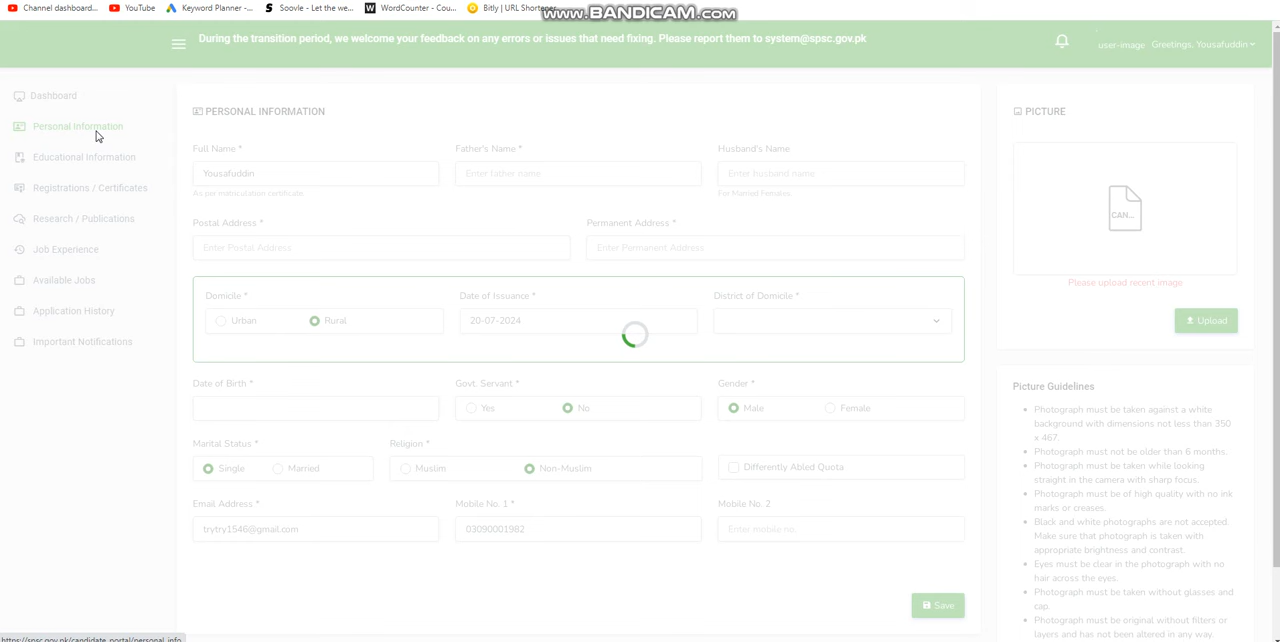 Channel dashboard...
YouTube
Keyword Planner -...
Soovle - Let the we...
WordCounter - Cou...
Bitly | URL Shortener
www.BANDICAM.com
During the transition period, we welcome your feedback on any errors or issues that need fixing. Please report them to system@spsc.gov.pk
user-image
Greetings, Yousafuddin
Dashboard
Personal Information
Educational Information
Registrations / Certificates
Research / Publications
Job Experience
Available Jobs
Application History
Important Notifications
PERSONAL INFORMATION
Full Name *
Father's Name *
Husband's Name
Yousafuddin
Enter father name
Enter husband name
As per matriculation certificate.
For Married Females.
Postal Address *
Permanent Address *
Enter Postal Address
Enter Permanent Address
Domicile *
Date of Issuance *
District of Domicile *
Urban
Rural
20-07-2024
Date of Birth *
Govt. Servant *
Gender *
Yes
No
Male
Female
Marital Status *
Religion *
Single
Married
Muslim
Non-Muslim
Differently Abled Quota
Email Address *
Mobile No. 1 *
Mobile No. 2
trytry1546@gmail.com
03090001982
Enter mobile no.
Save
PICTURE
CAN...
Please upload recent image
Upload
Picture Guidelines
Photograph must be taken against a white
background with dimensions not less than 350
x 467.
Photograph must not be older than 6 months.
Photograph must be taken while looking
straight in the camera with sharp focus.
Photograph must be of high quality with no ink
marks or creases.
Black and white photographs are not accepted.
Make sure that photograph is taken with
appropriate brightness and contrast.
Eyes must be clear in the photograph with no
hair across the eyes.
Photograph must be taken without glasses and
cap.
Photograph must be original without filters or
layers and has not been altered in any way.
https://spsc.gov.pk/candidate_portal/personal_info